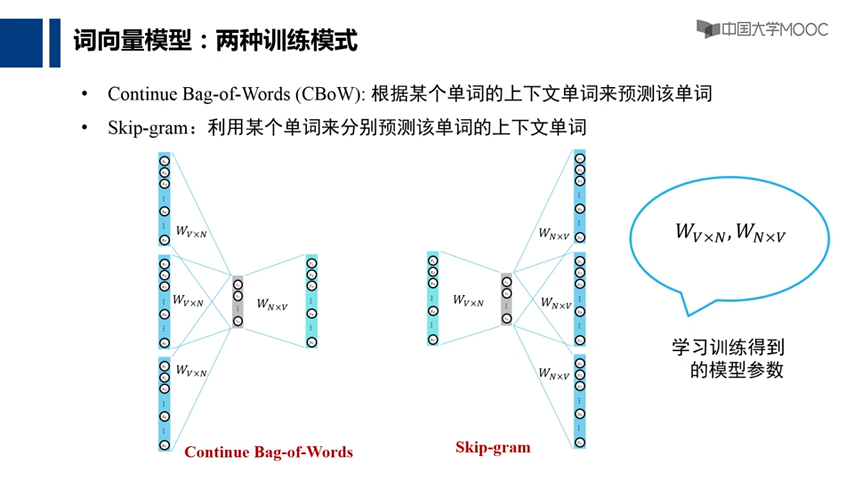 词向量模型：两种训练模式
中国大学MOOC
• Continue Bag-of-Words (CBoW): 根据某个单词的上下文单词来预测该单词
• Skip-gram：利用某个单词来分别预测该单词的上下文单词
W_{V×N}
W_{V×N}
W_{N×V}
W_{V×N}
Continue Bag-of-Words
W_{N×V}
W_{V×N}
W_{N×V}
W_{N×V}
Skip-gram
W_{V×N}, W_{N×V}
学习训练得到
的模型参数